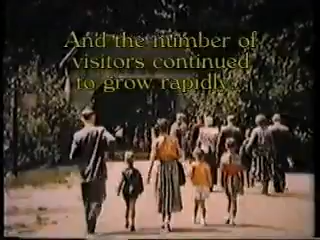 And the number of
visitors continued
to grow rapidly...